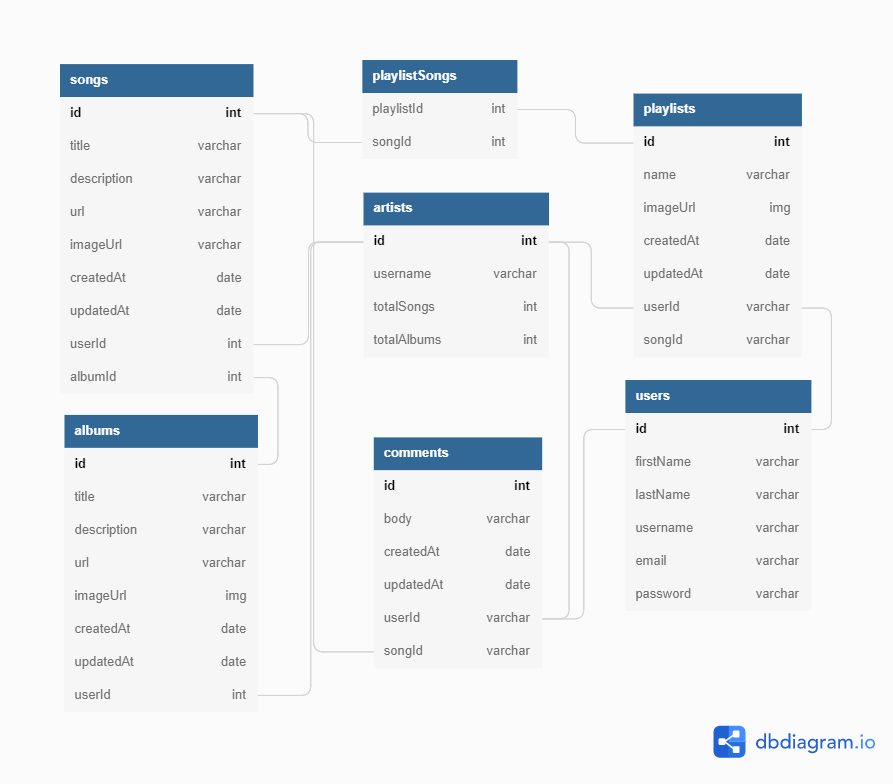 songs
id int
title varchar
description varchar
url varchar
imageUrl varchar
createdAt date
updatedAt date
userId int
albumId int
albums
id int
title varchar
description varchar
url varchar
imageUrl img
createdAt date
updatedAt date
userId int
playlistSongs
playlistId int
songId int
artists
id int
username varchar
totalSongs int
totalAlbums int
comments
id int
body varchar
createdAt date
updatedAt date
userId varchar
songId varchar
playlists
id int
name varchar
imageUrl img
createdAt date
updatedAt date
userId varchar
songId varchar
users
id int
firstName varchar
lastName varchar
username varchar
email varchar
password varchar
dbdiagram.io